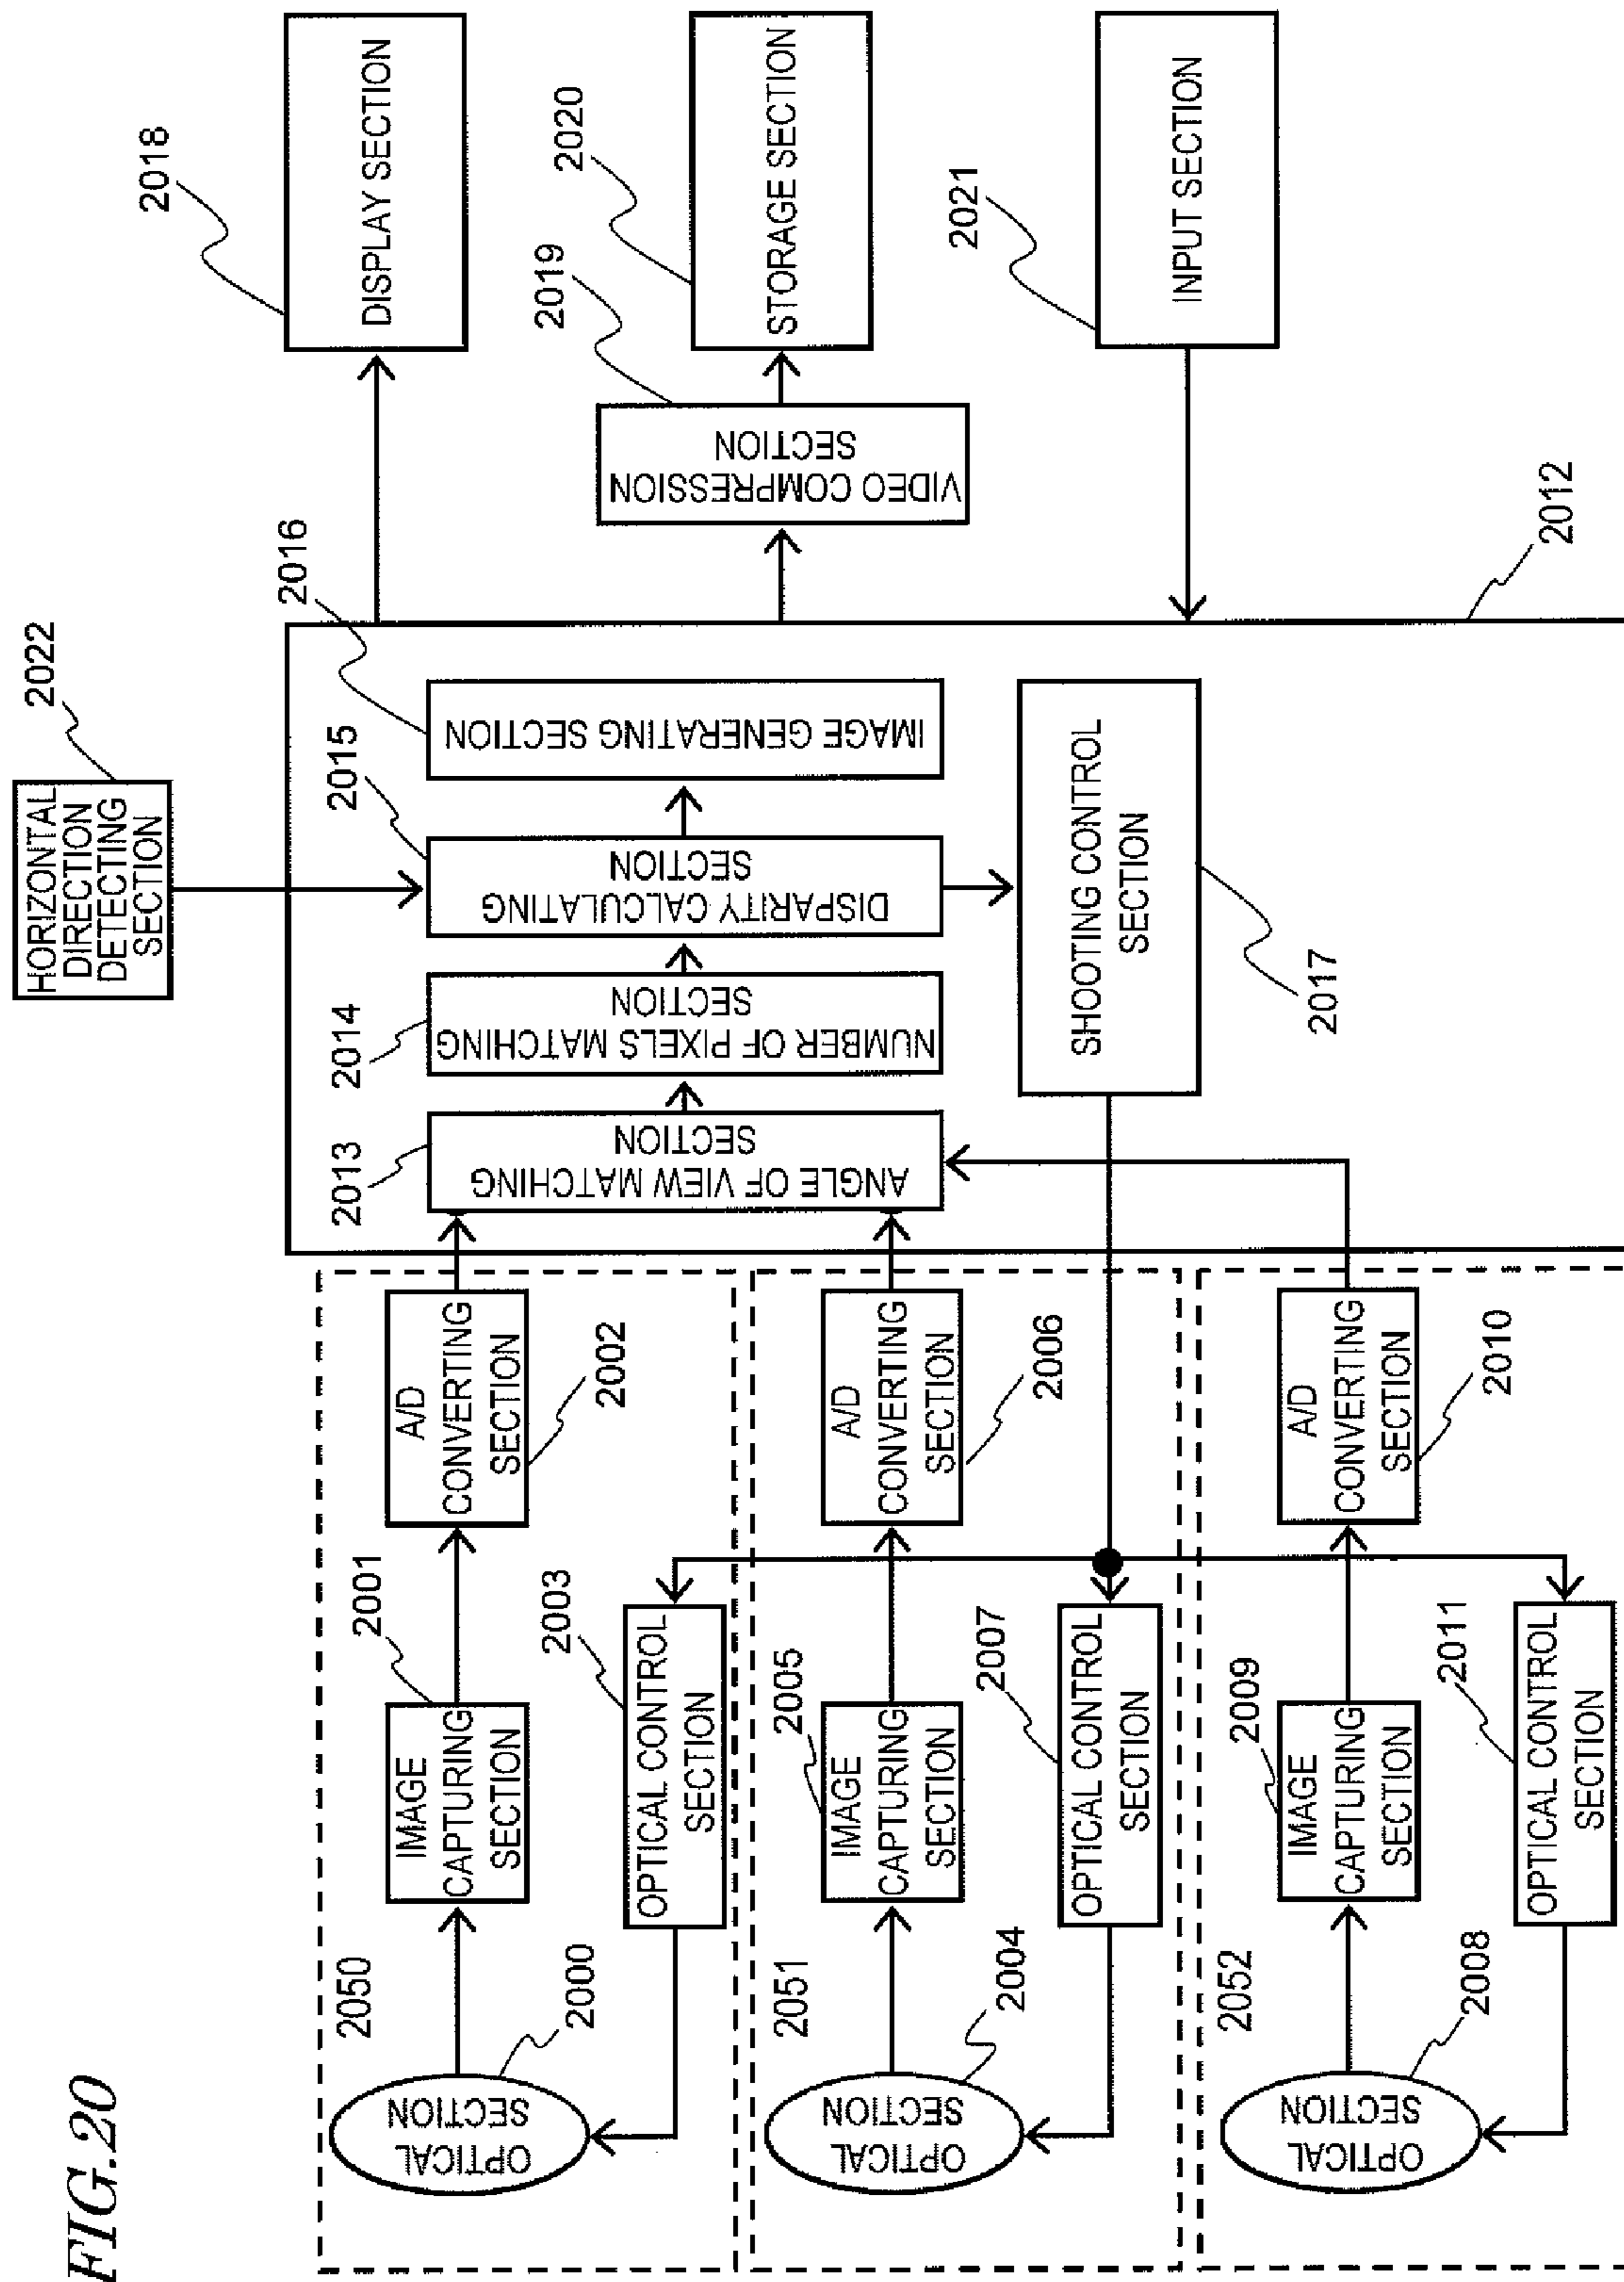 FIG.20
2050
OPTICAL
SECTION
2000
IMAGE
CAPTURING
SECTION
2001
A/D
CONVERTING
SECTION
2002
OPTICAL CONTROL
SECTION
2003
2051
OPTICAL
SECTION
2004
IMAGE
CAPTURING
SECTION
2005
A/D
CONVERTING
SECTION
2006
OPTICAL CONTROL
SECTION
2007
2052
OPTICAL
SECTION
2008
IMAGE
CAPTURING
SECTION
2009
A/D
CONVERTING
SECTION
2010
OPTICAL CONTROL
SECTION
2011
HORIZONTAL
DIRECTION
DETECTING
SECTION
2022
2013
ANGLE OF VIEW MATCHING
SECTION
2014
NUMBER OF PIXELS MATCHING
SECTION
2015
DISPARITY CALCULATING
SECTION
2016
IMAGE GENERATING SECTION
SHOOTING CONTROL
SECTION
2017
2012
2018
DISPLAY SECTION
2019
VIDEO COMPRESSION
SECTION
2020
STORAGE SECTION
2021
INPUT SECTION